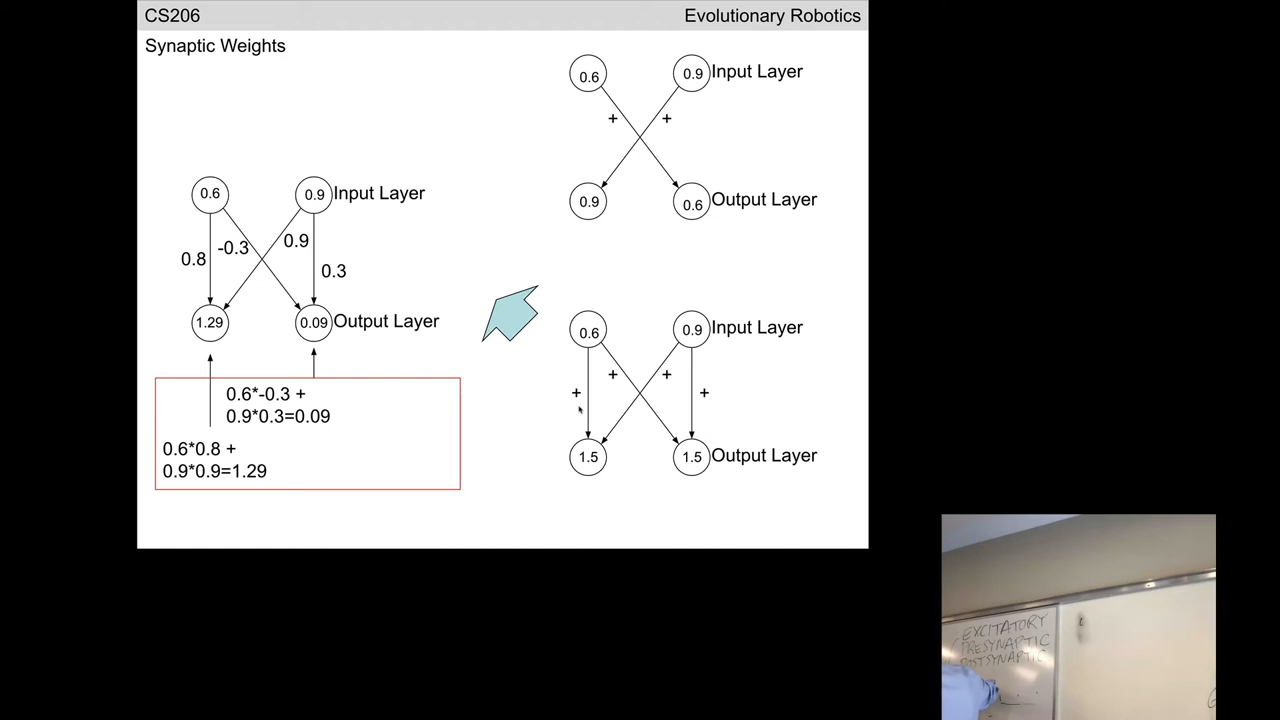 CS206
Evolutionary Robotics
Synaptic Weights
0.6
0.9
Input Layer
+
+
0.9
0.6
Output Layer
0.6
0.9
Input Layer
0.8
-0.3
0.9
0.3
1.29
0.09
Output Layer
0.6*-0.3 +
0.9*0.3=0.09
0.6*0.8 +
0.9*0.9=1.29
0.6
0.9
Input Layer
+
+
+
+
1.5
1.5
Output Layer
EXCITATORY
PRESYNAPTIC
POSTSYNAPTIC